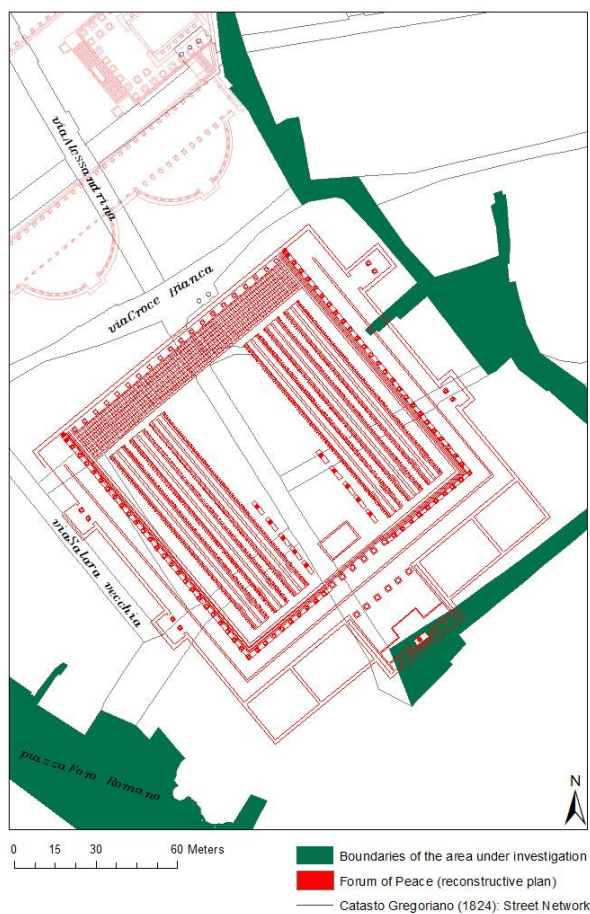 via Alessandrina
via Croce Bianca
via Salara vecchia
piazza Foro Romano
N
0 15 30 60 Meters
Boundaries of the area under investigation
Forum of Peace (reconstructive plan)
Catasto Gregoriano (1824): Street Network